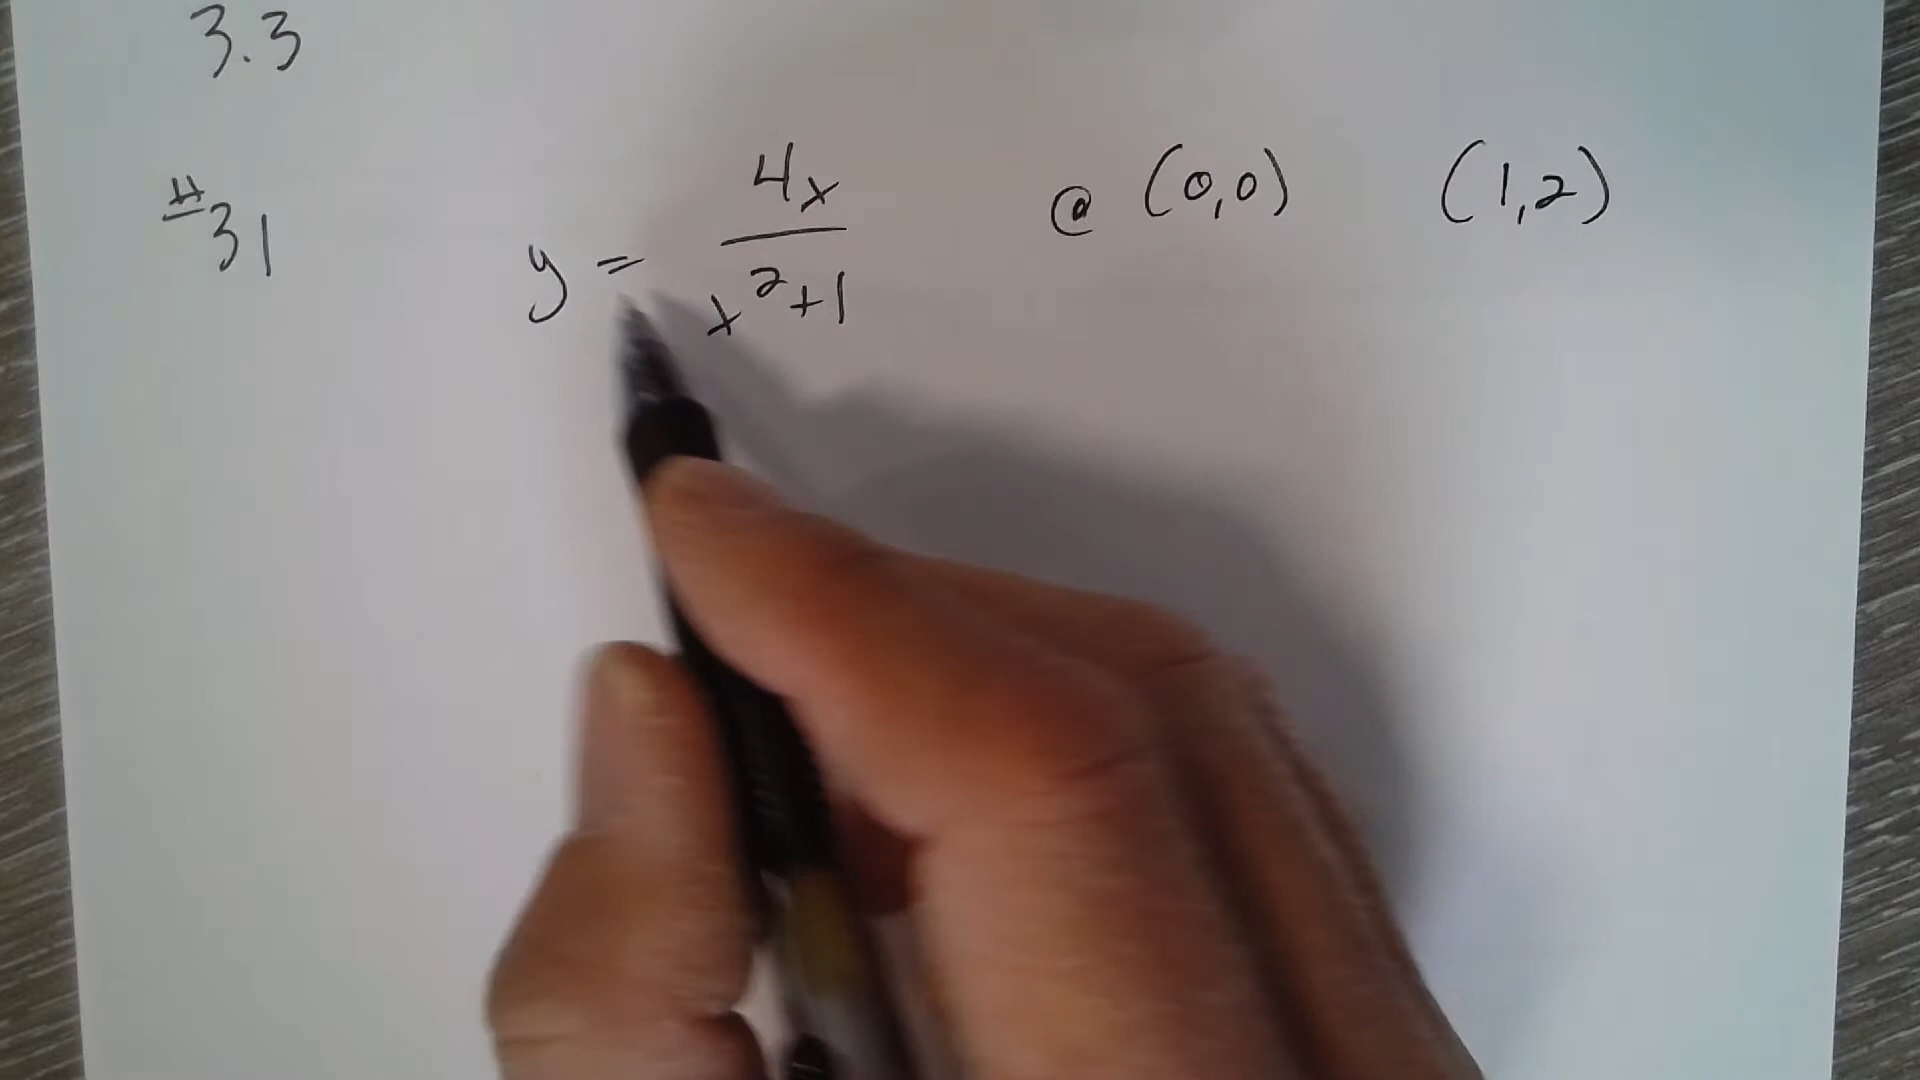 3.3
#31 y = 4x / x²+1 @ (0,0) (1,2)